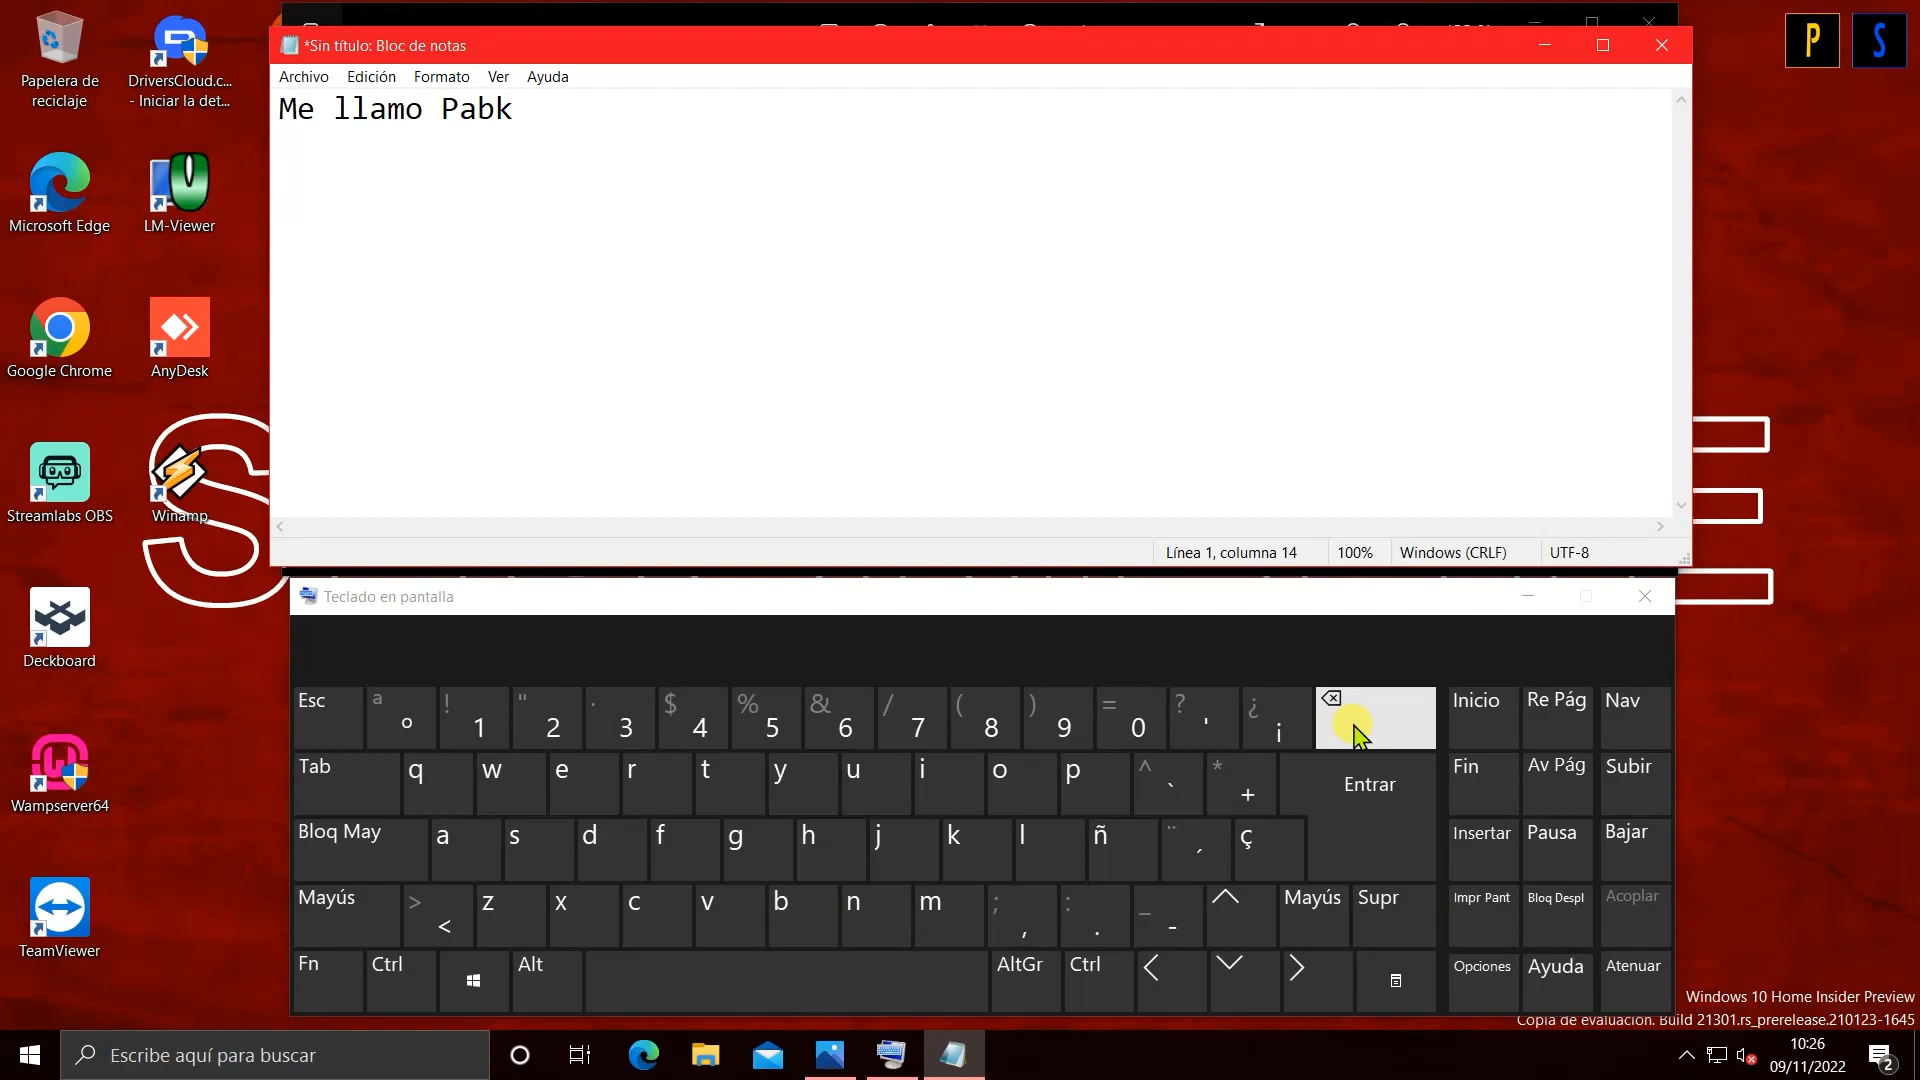 *Sin título: Bloc de notas
Archivo Edición Formato Ver Ayuda
Me llamo Pabk
Línea 1, columna 14 100% Windows (CRLF) UTF-8
P S
Papelera de
reciclaje
DriversCloud.c...
- Iniciar la det...
Microsoft Edge
LM-Viewer
Google Chrome
AnyDesk
Streamlabs OBS
Winamp
Deckboard
Wampserver64
TeamViewer
S
E
Teclado en pantalla
Esc ª º ! 1 " 2 · 3 $ 4 % 5 & 6 / 7 ( 8 ) 9 = 0 ? ' ¿ ¡ Inicio Re Pág Nav
Tab q w e r t y u i o p ^ ` * + Entrar Fin Av Pág Subir
Bloq May a s d f g h j k l ñ ¨ ´ ç Insertar Pausa Bajar
Mayús > < z x c v b n m ; , : . _ - Mayús Supr Impr Pant Bloq Despl Acoplar
Fn Ctrl Alt AltGr Ctrl Opciones Ayuda Atenuar
Windows 10 Home Insider Preview
Copia de evaluación. Build 21301.rs_prerelease.210123-1645
Escribe aquí para buscar
10:26
09/11/2022
2